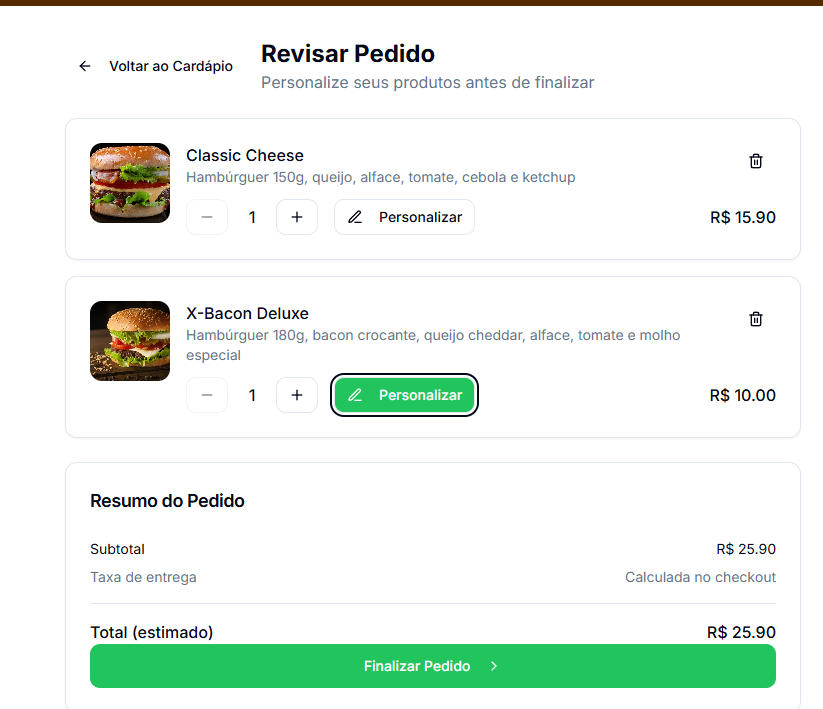 Voltar ao Cardápio
Revisar Pedido
Personalize seus produtos antes de finalizar
Classic Cheese
Hambúrguer 150g, queijo, alface, tomate, cebola e ketchup
1
Personalizar
R$ 15.90
X-Bacon Deluxe
Hambúrguer 180g, bacon crocante, queijo cheddar, alface, tomate e molho
especial
1
Personalizar
R$ 10.00
Resumo do Pedido
Subtotal
R$ 25.90
Taxa de entrega
Calculada no checkout
Total (estimado)
R$ 25.90
Finalizar Pedido